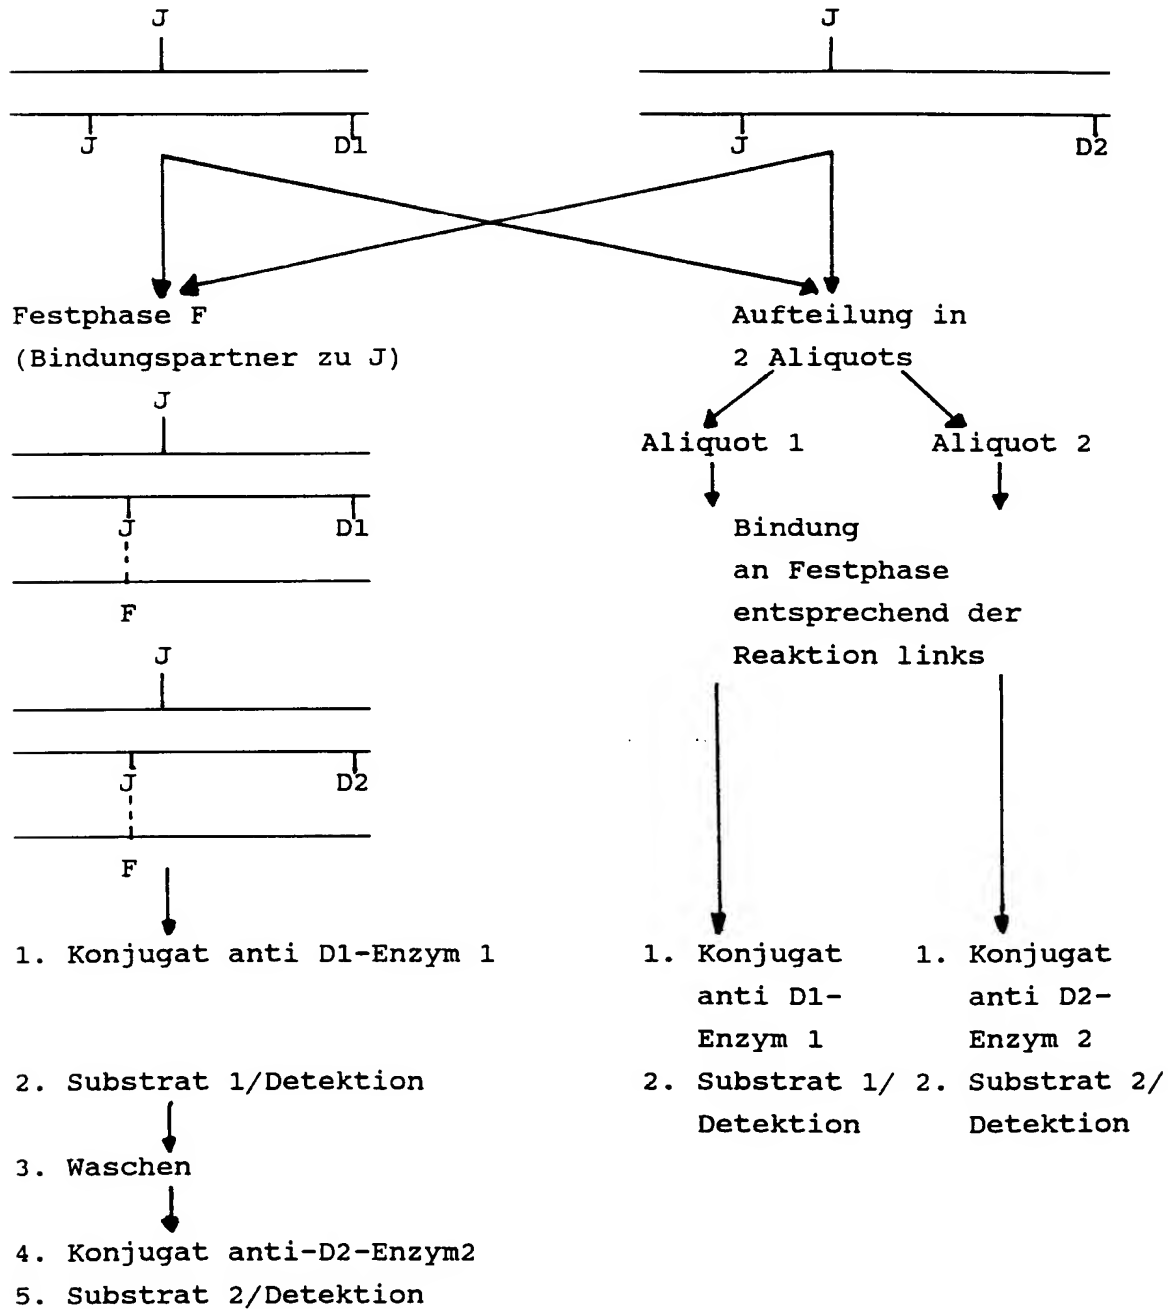 J
J
J D1
J D2
Festphase F
(Bindungspartner zu J)
J
J D1
F
J
J D2
F
1. Konjugat anti D1-Enzym 1
2. Substrat 1/Detektion
3. Waschen
4. Konjugat anti-D2-Enzym2
5. Substrat 2/Detektion
Aufteilung in
2 Aliquots
Aliquot 1
Aliquot 2
Bindung
an Festphase
entsprechend der
Reaktion links
1. Konjugat
anti D1-
Enzym 1
2. Substrat 1/
Detektion
1. Konjugat
anti D2-
Enzym 2
2. Substrat 2/
Detektion